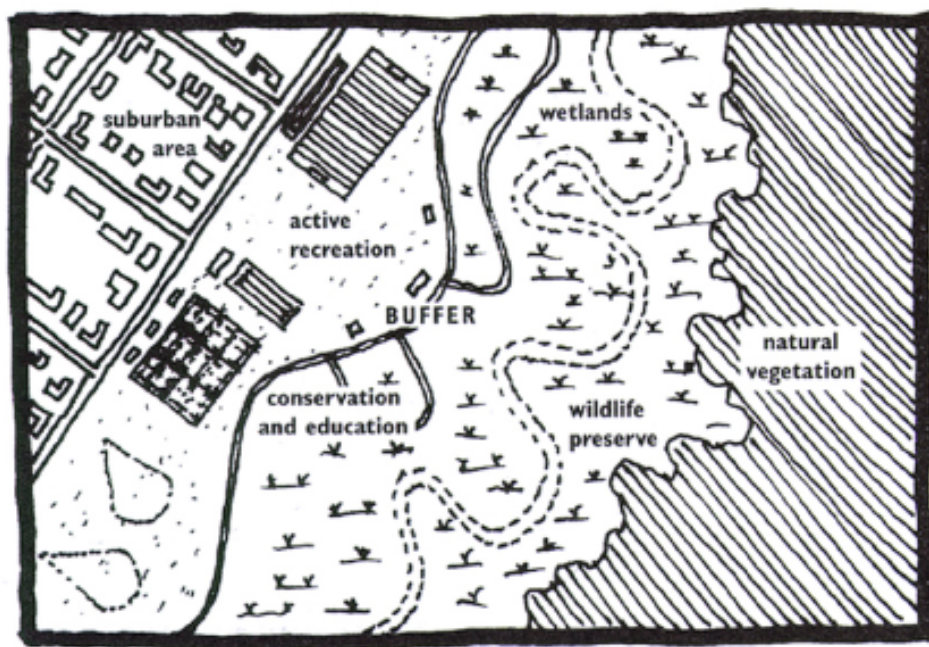 suburban
area
wetlands
active
recreation
BUFFER
natural
vegetation
conservation
and education
wildlife
preserve